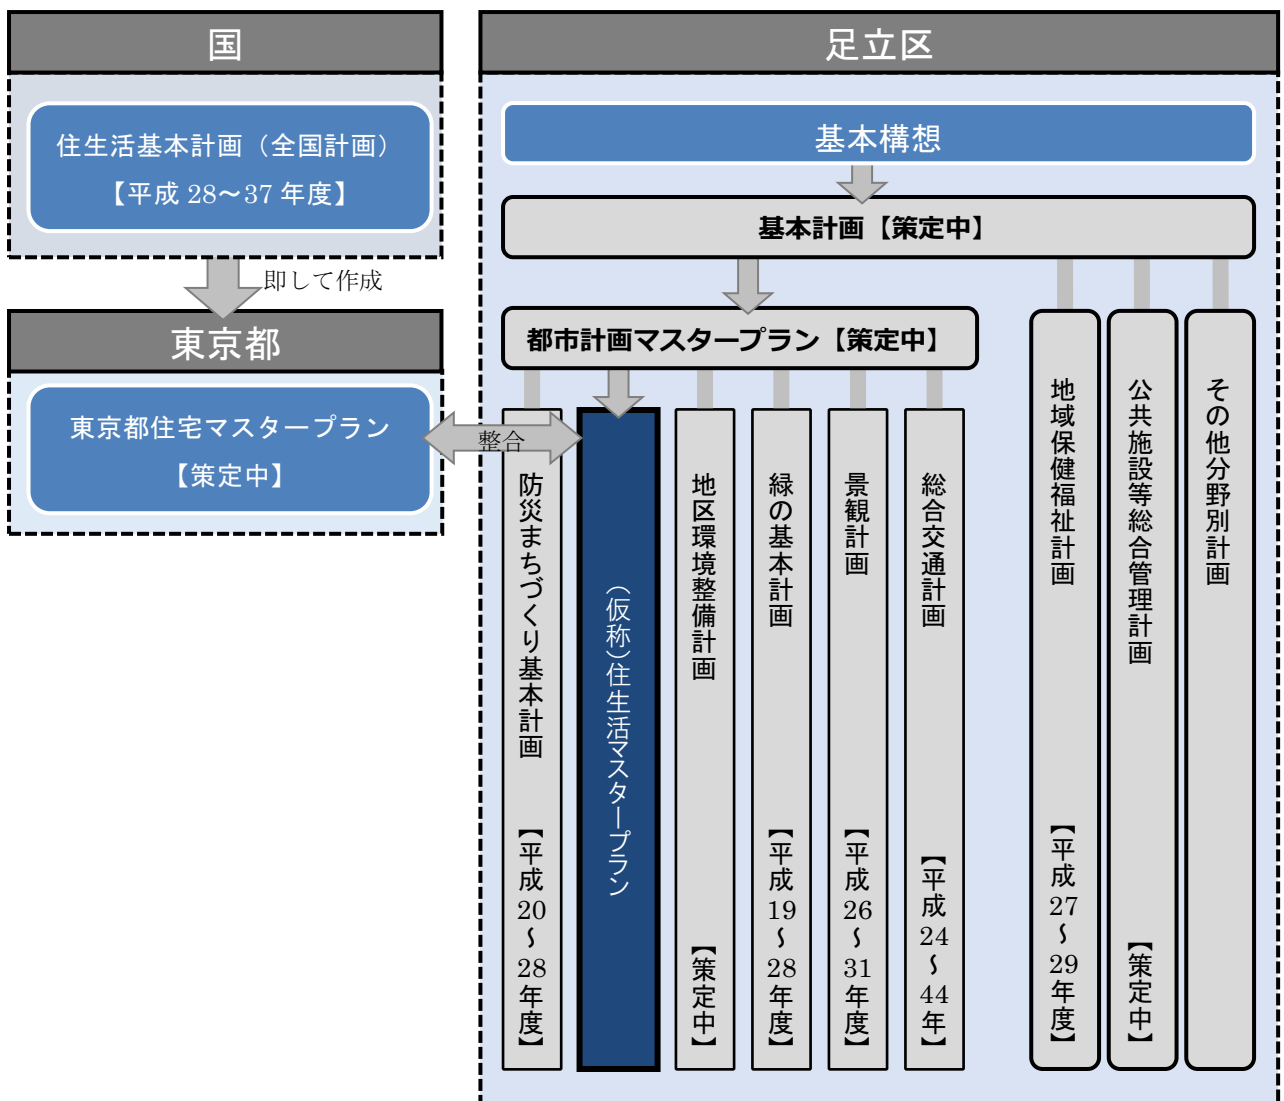 国
住生活基本計画（全国計画）
【平成 28～37 年度】
即して作成
東京都
東京都住宅マスタープラン
【策定中】
整合
足立区
基本構想
基本計画【策定中】
都市計画マスタープラン【策定中】
防災まちづくり基本計画 【平成20～28年度】
（仮称）住生活マスタープラン
地区環境整備計画 【策定中】
緑の基本計画 【平成19～28年度】
景観計画 【平成26～31年度】
総合交通計画 【平成24～44年】
地域保健福祉計画 【平成27～29年度】
公共施設等総合管理計画 【策定中】
その他分野別計画